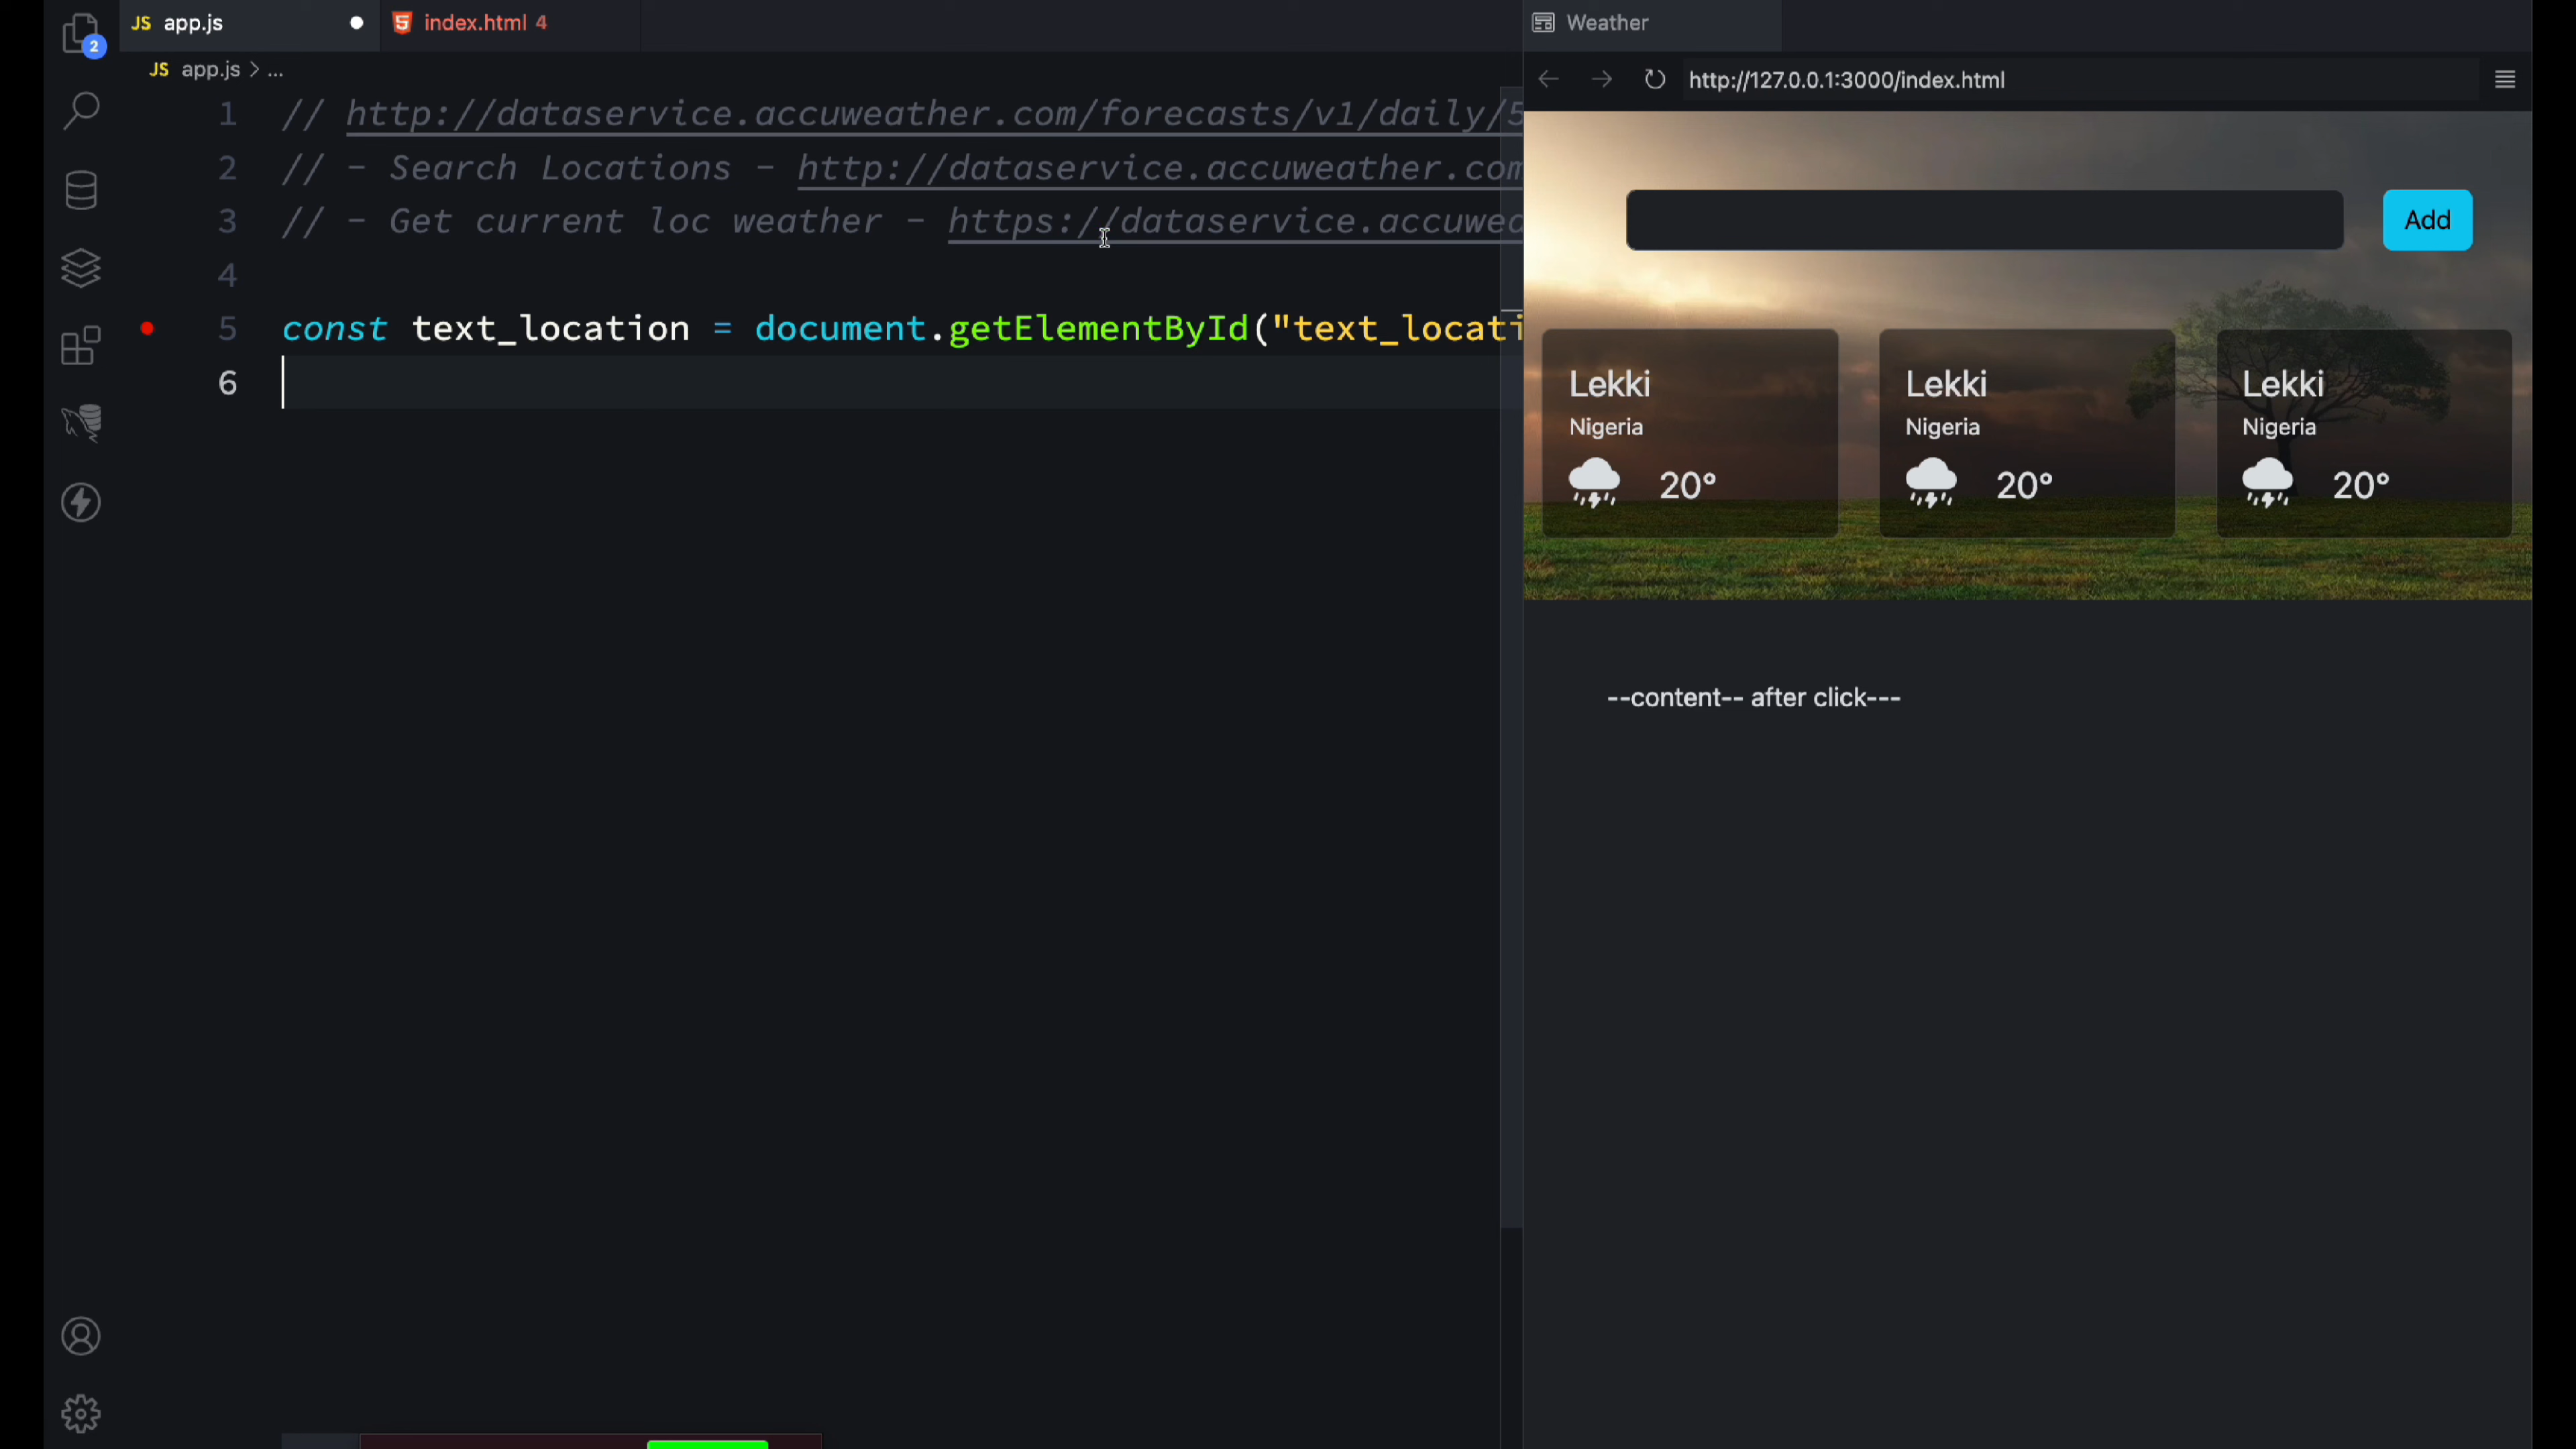 JS app.js
index.html 4
JS app.js > ...
2
1 // http://dataservice.accuweather.com/forecasts/v1/daily/5
2 // - Search Locations - http://dataservice.accuweather.com
3 // - Get current loc weather - https://dataservice.accuwea
4
5 const text_location = document.getElementById("text_locati
6
Weather
http://127.0.0.1:3000/index.html
Add
Lekki
Nigeria
20°
Lekki
Nigeria
20°
Lekki
Nigeria
20°
--content-- after click---